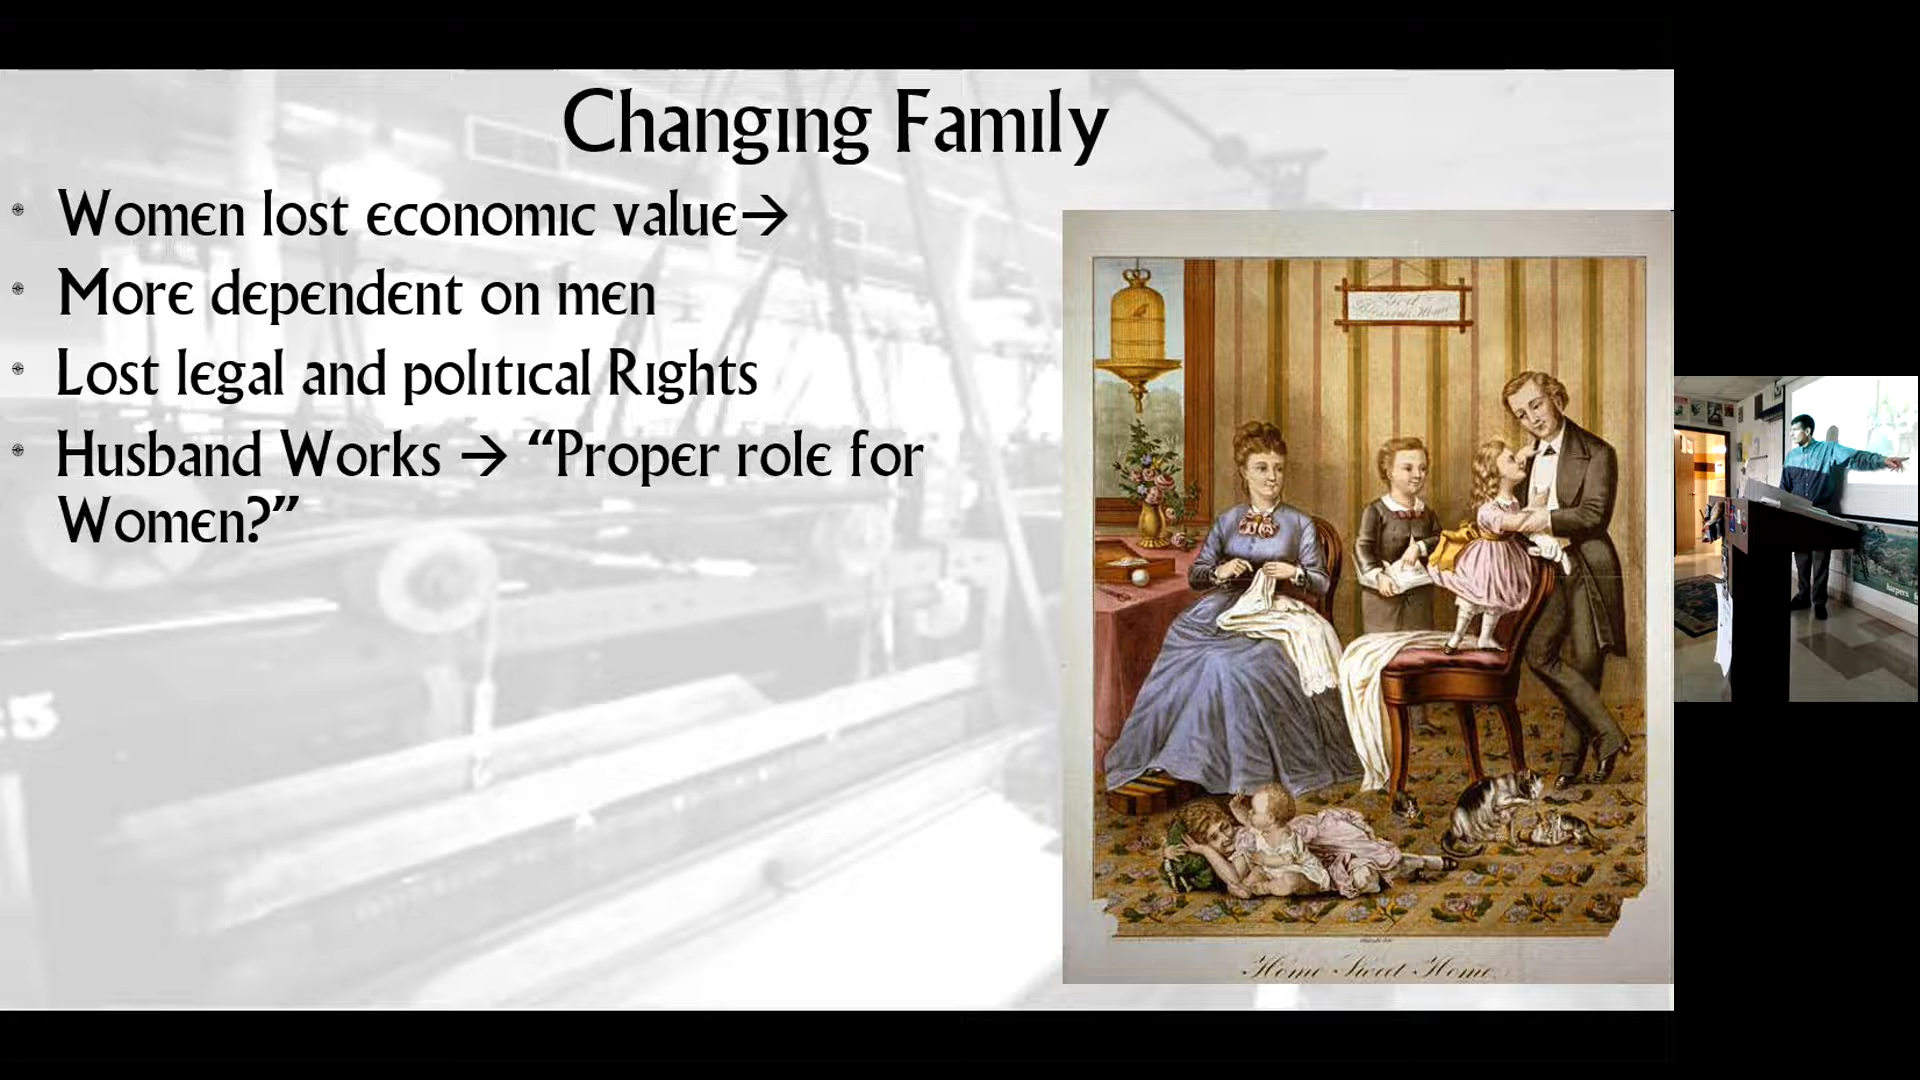 Changing Family
Women lost economic value→
More dependent on men
Lost legal and political Rights
Husband Works → “Proper role for
Women?”
Home Sweet Home
harpers